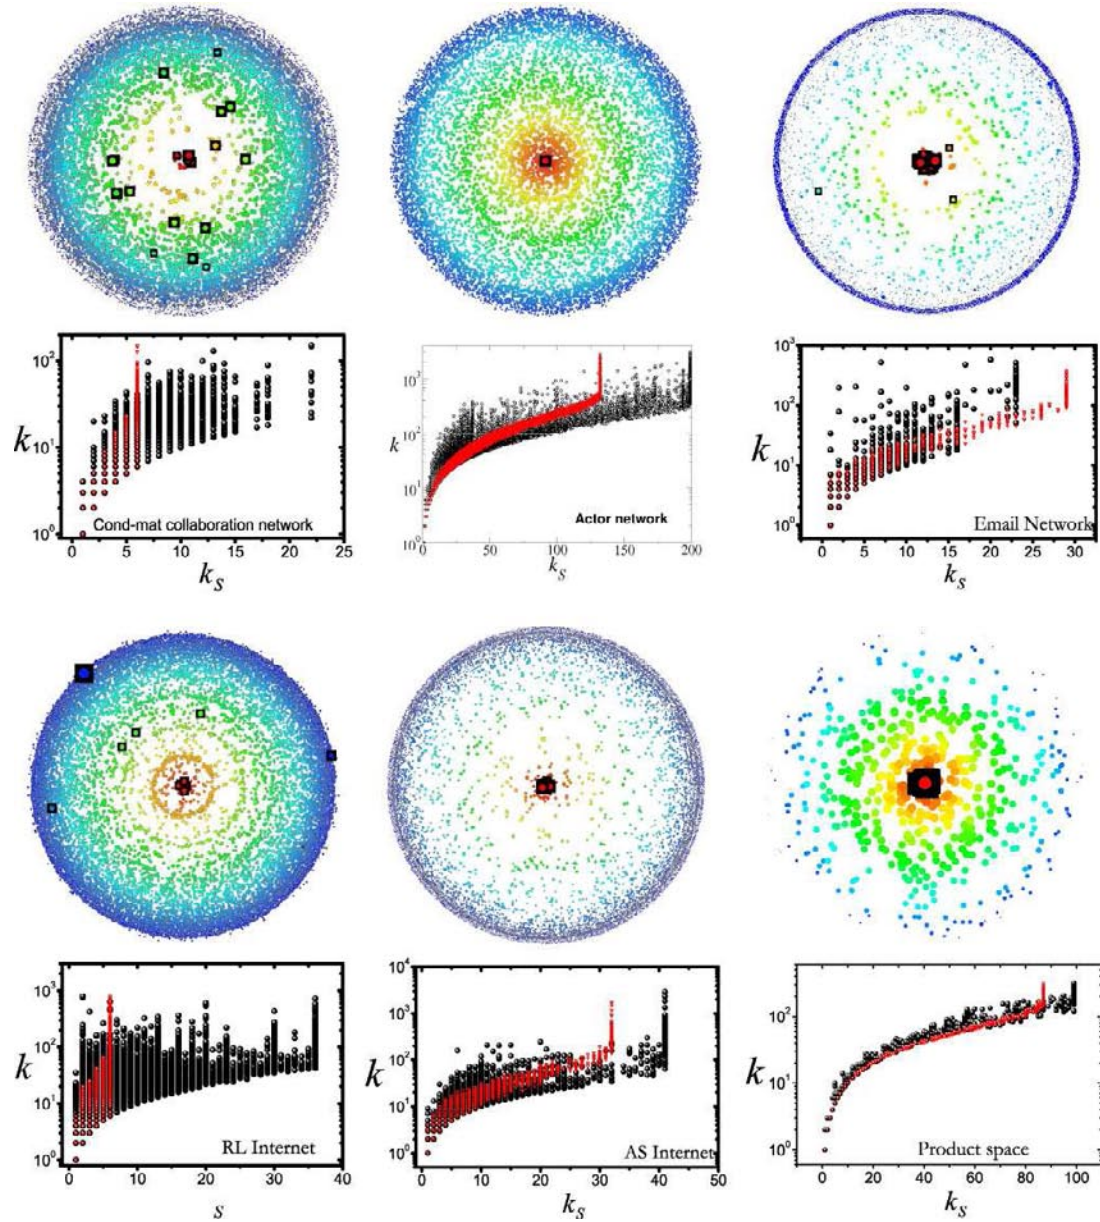 10²
10¹
10⁰
k
0 5 10 15 20 25
k_S
Cond-mat collaboration network
10³
10²
10¹
10⁰
k
50 100 150 200
k_S
Actor network
10³
10²
10¹
10⁰
k
0 5 10 15 20 25 30
k_S
Email Network
10³
10²
10¹
10⁰
k
0 10 20 30 40
s
RL Internet
10⁴
10³
10²
10¹
10⁰
k
0 10 20 30 40 50
k_S
AS Internet
10²
10¹
10⁰
k
0 20 40 60 80 100
k_S
Product space